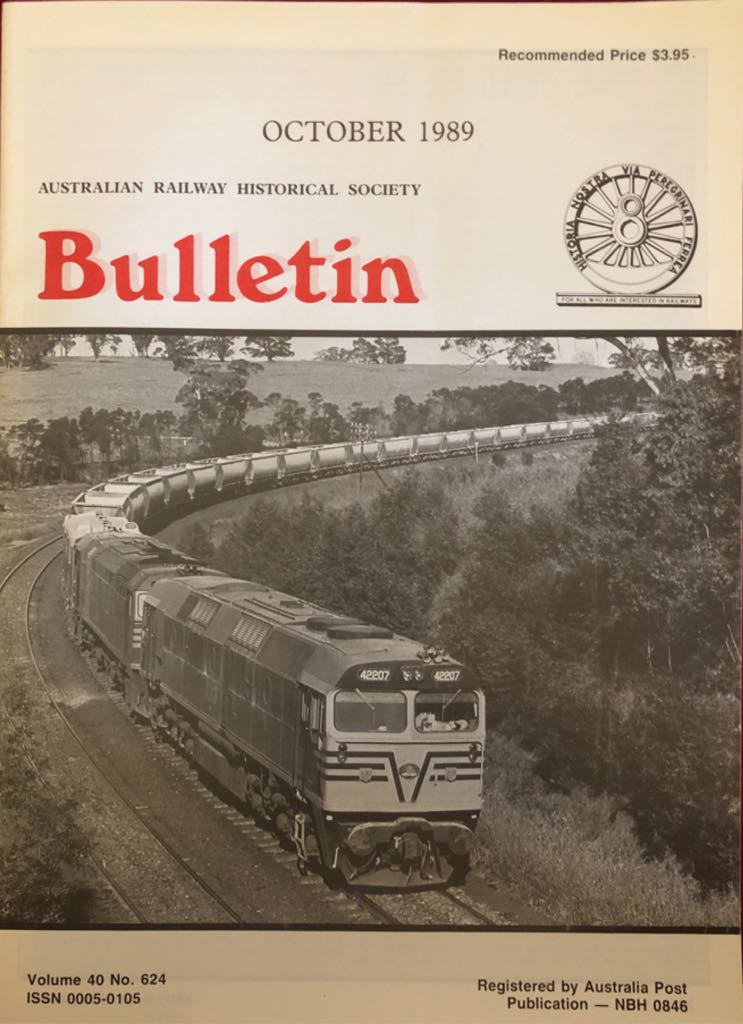 Recommended Price $3.95
OCTOBER 1989
AUSTRALIAN RAILWAY HISTORICAL SOCIETY
Bulletin
HISTORIA NOSTRA VIA PEREGRINARI FERREA
FOR ALL WHO ARE INTERESTED IN RAILWAYS
42207 42207
Volume 40 No. 624
ISSN 0005-0105
Registered by Australia Post
Publication — NBH 0846